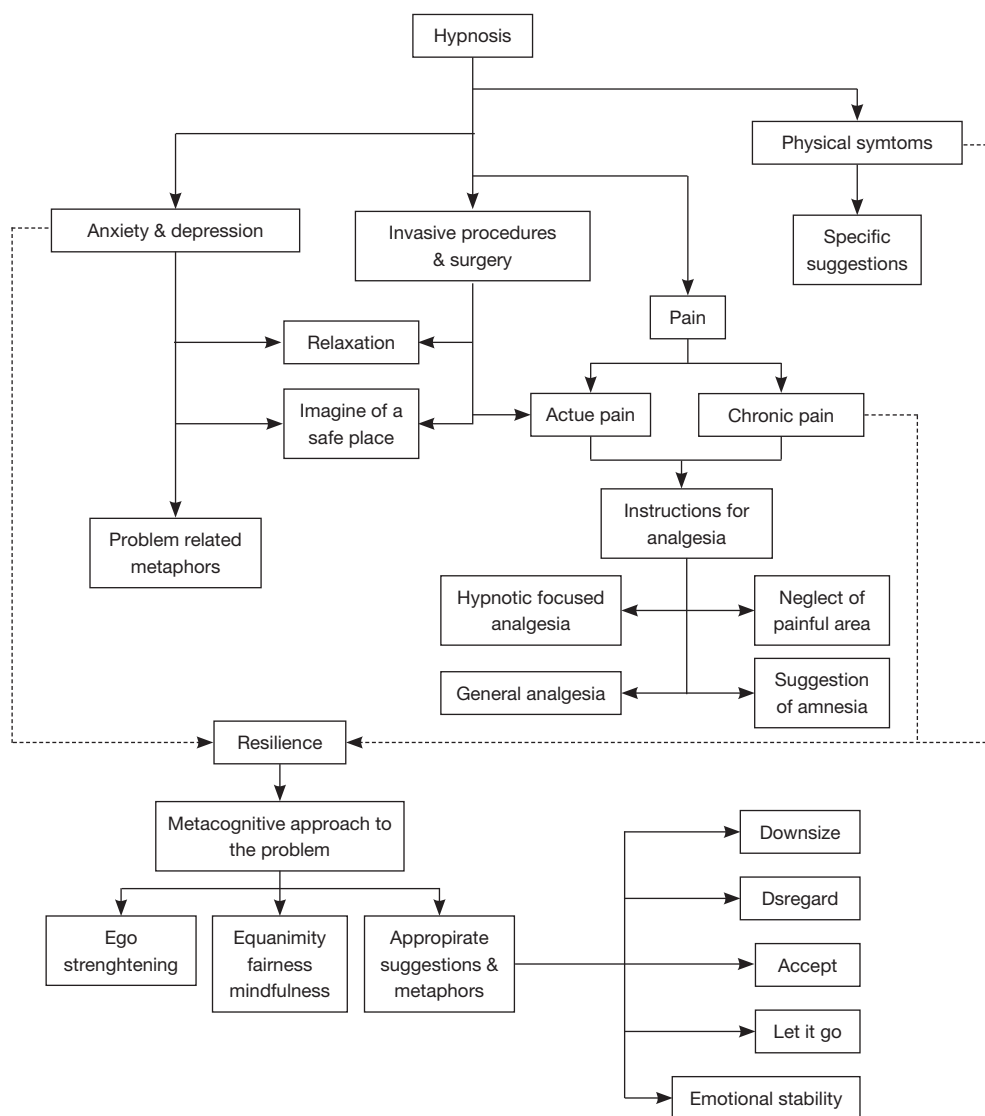 Hypnosis
Physical symtoms
Anxiety & depression
Invasive procedures
& surgery
Specific
suggestions
Pain
Relaxation
Imagine of a
safe place
Actue pain
Chronic pain
Problem related
metaphors
Instructions for
analgesia
Hypnotic focused
analgesia
Neglect of
painful area
General analgesia
Suggestion
of amnesia
Resilience
Metacognitive approach to
the problem
Ego
strenghtening
Equanimity
fairness
mindfulness
Appropirate
suggestions &
metaphors
Downsize
Dsregard
Accept
Let it go
Emotional stability